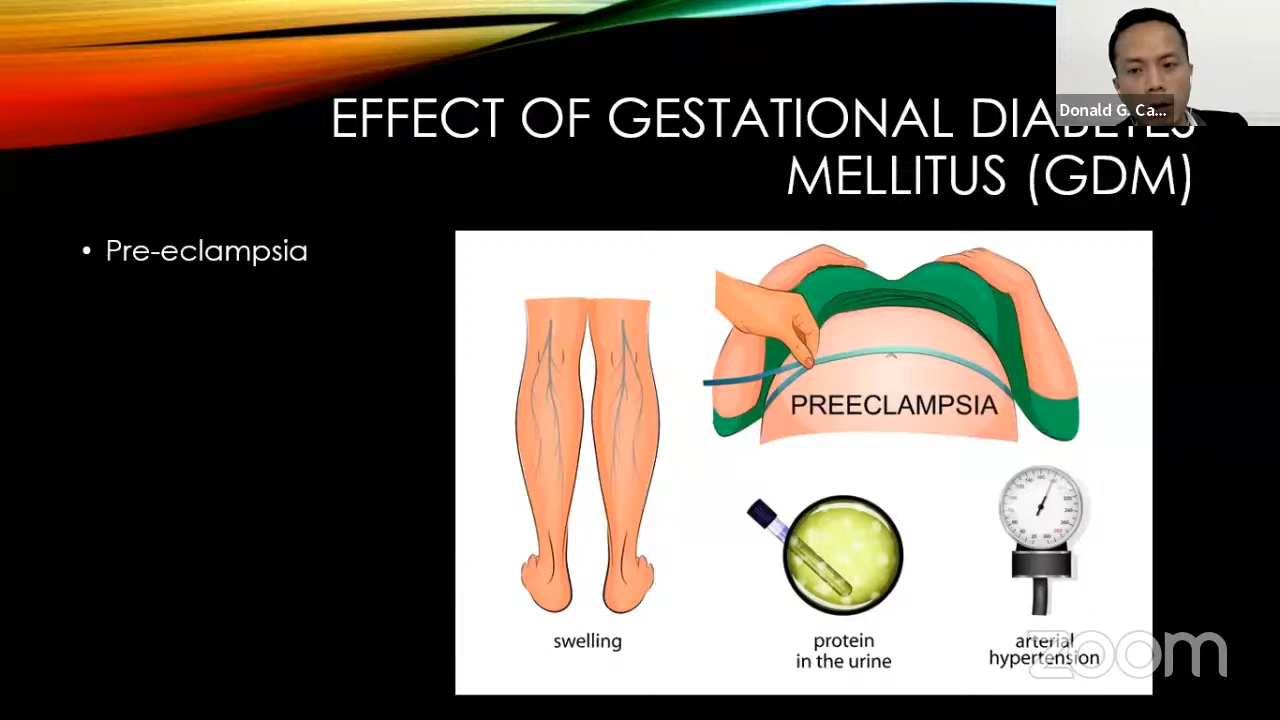 Donald G. Ca...
EFFECT OF GESTATIONAL DIABETES
MELLITUS (GDM)
• Pre-eclampsia
PREECLAMPSIA
swelling
protein
in the urine
arterial
hypertension
zoom